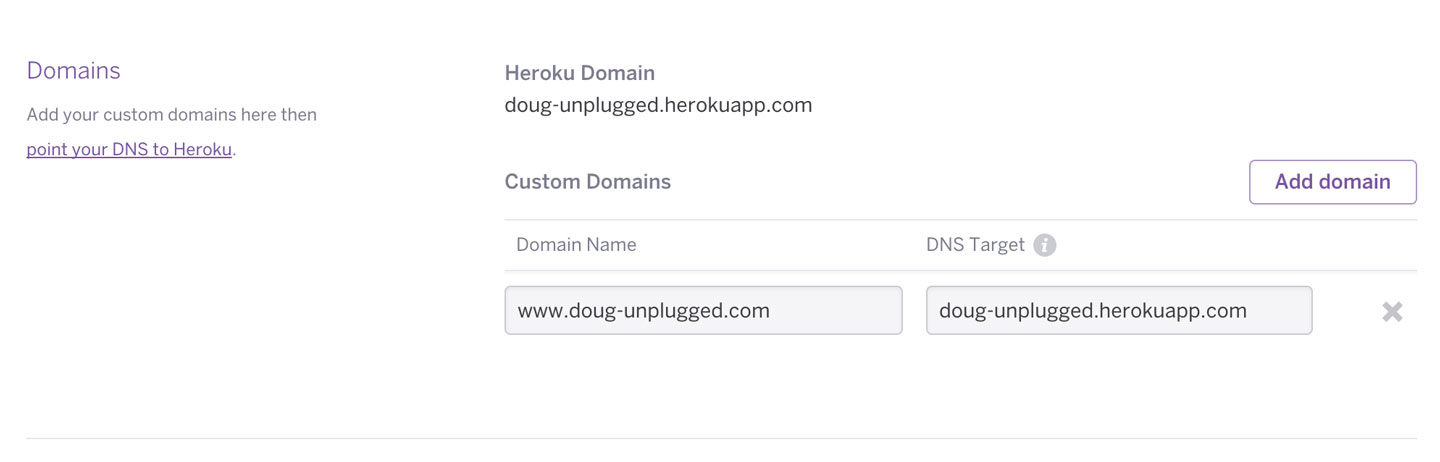 Domains
Add your custom domains here then
point your DNS to Heroku.
Heroku Domain
doug-unplugged.herokuapp.com
Custom Domains
Add domain
Domain Name
DNS Target i
www.doug-unplugged.com
doug-unplugged.herokuapp.com